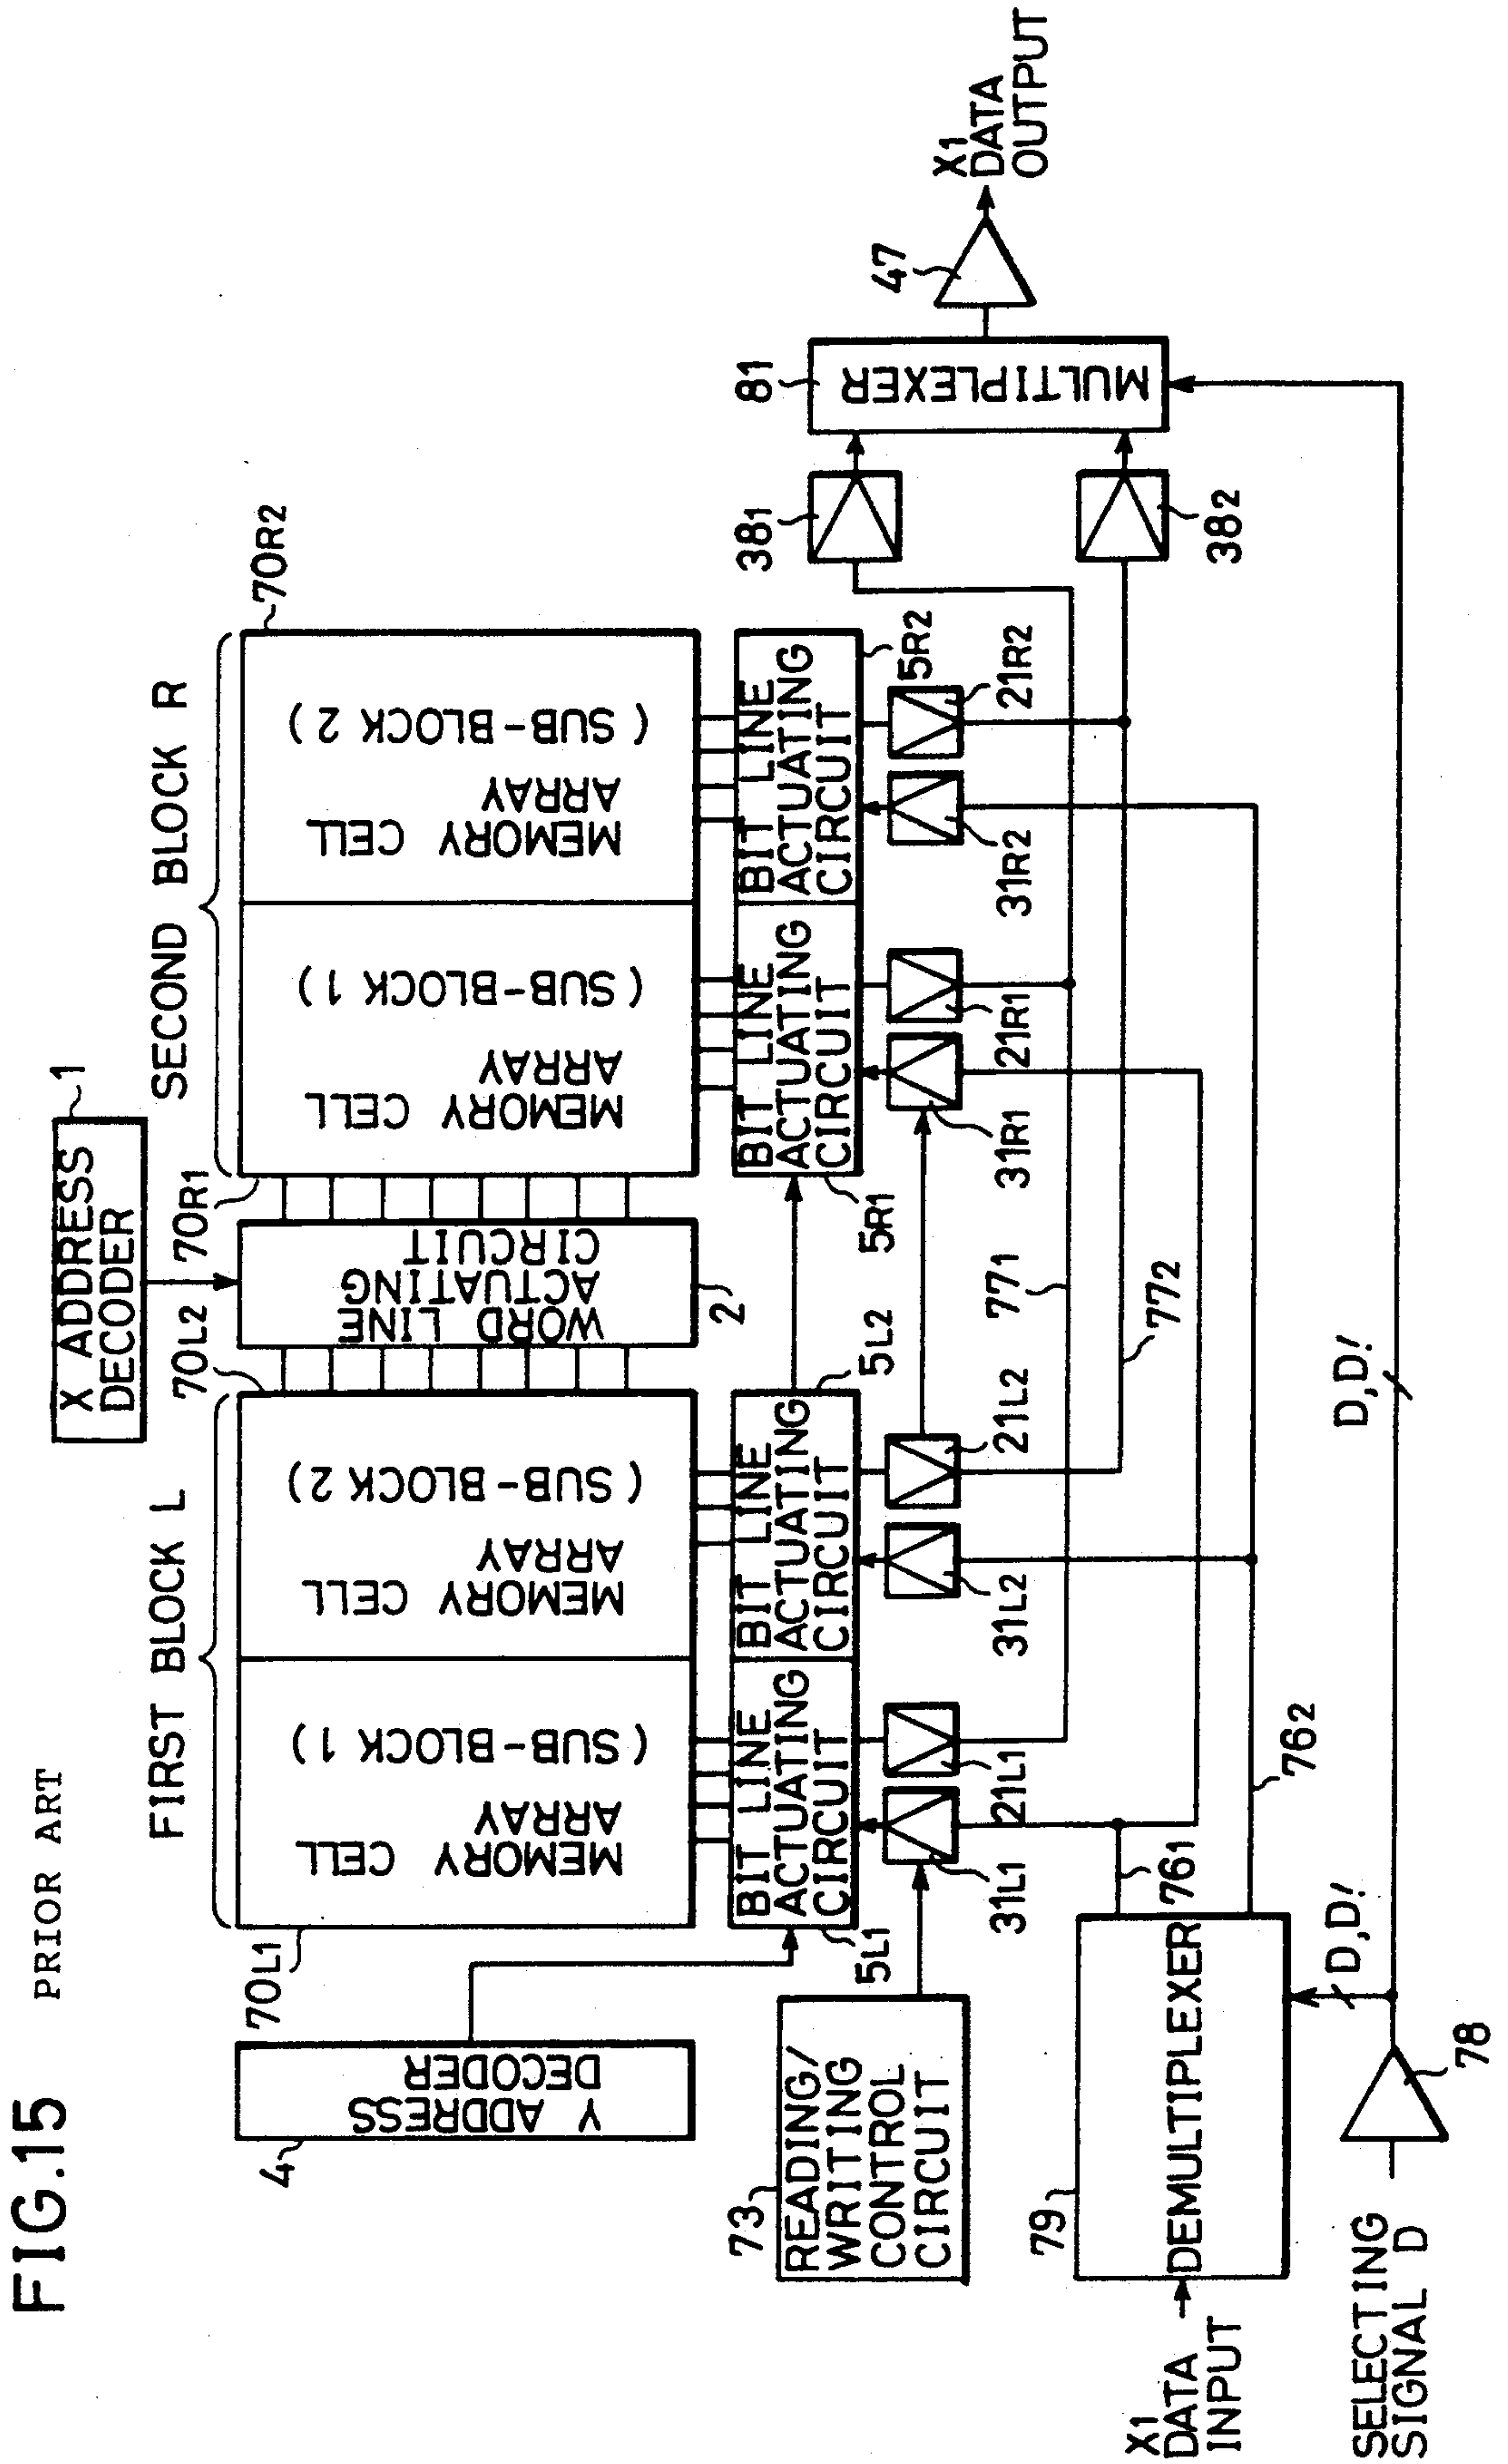 FIG.15
PRIOR ART
X ADDRESS
DECODER
1
FIRST BLOCK L
SECOND BLOCK R
70L1
70L2
70R1
70R2
Y ADDRESS
DECODER
4
MEMORY CELL
ARRAY
(SUB-BLOCK 1)
MEMORY CELL
ARRAY
(SUB-BLOCK 2)
WORD LINE
ACTUATING
CIRCUIT
2
MEMORY CELL
ARRAY
(SUB-BLOCK 1)
MEMORY CELL
ARRAY
(SUB-BLOCK 2)
BIT LINE
ACTUATING
CIRCUIT
5L1
BIT LINE
ACTUATING
CIRCUIT
5L2
BIT LINE
ACTUATING
CIRCUIT
5R1
BIT LINE
ACTUATING
CIRCUIT
5R2
73
READING/
WRITING
CONTROL
CIRCUIT
31L1
21L1
31L2
21L2
31R1
21R1
31R2
21R2
771
772
381
382
81
MULTIPLEXER
47
X1
DATA
OUTPUT
X1
DATA
INPUT
79
DEMULTIPLEXER
761
762
D,D!
D,D!
SELECTING
SIGNAL D
78